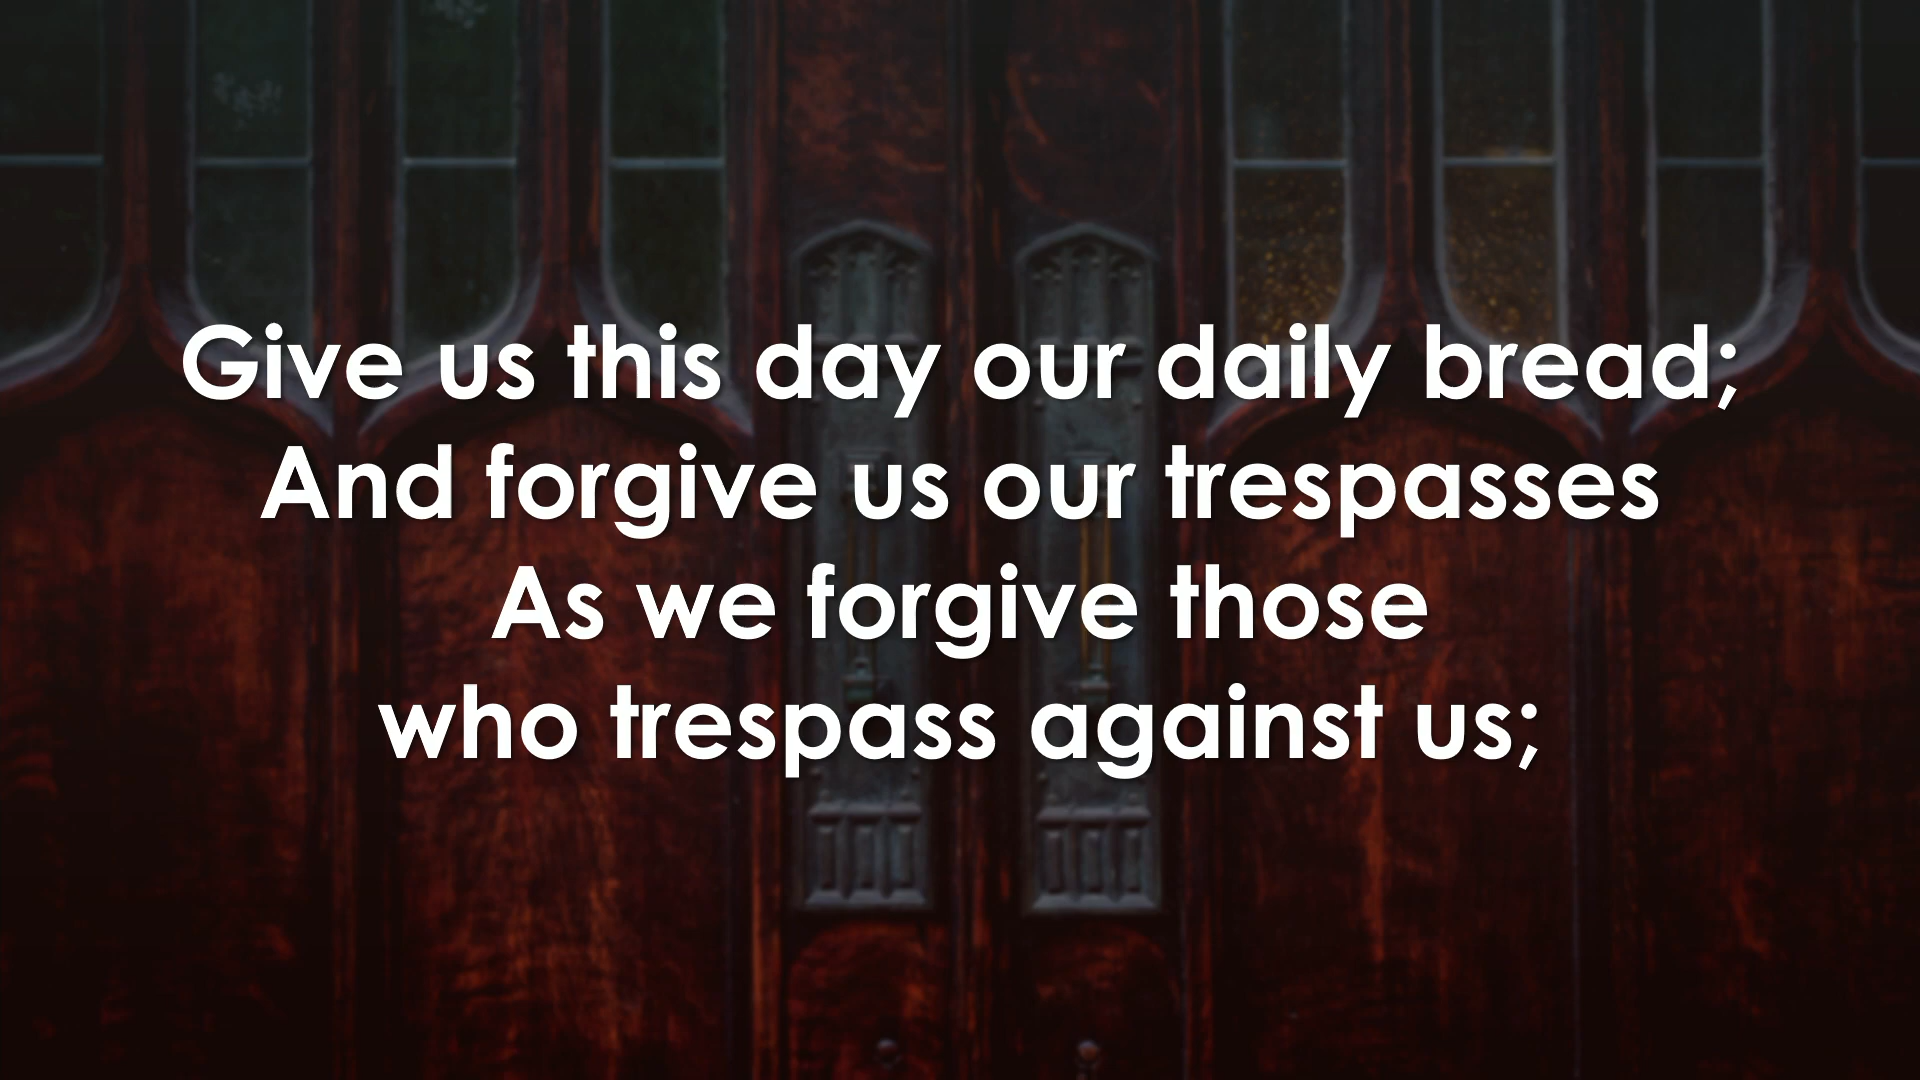 Give us this day our daily bread;
And forgive us our trespasses
As we forgive those
who trespass against us;